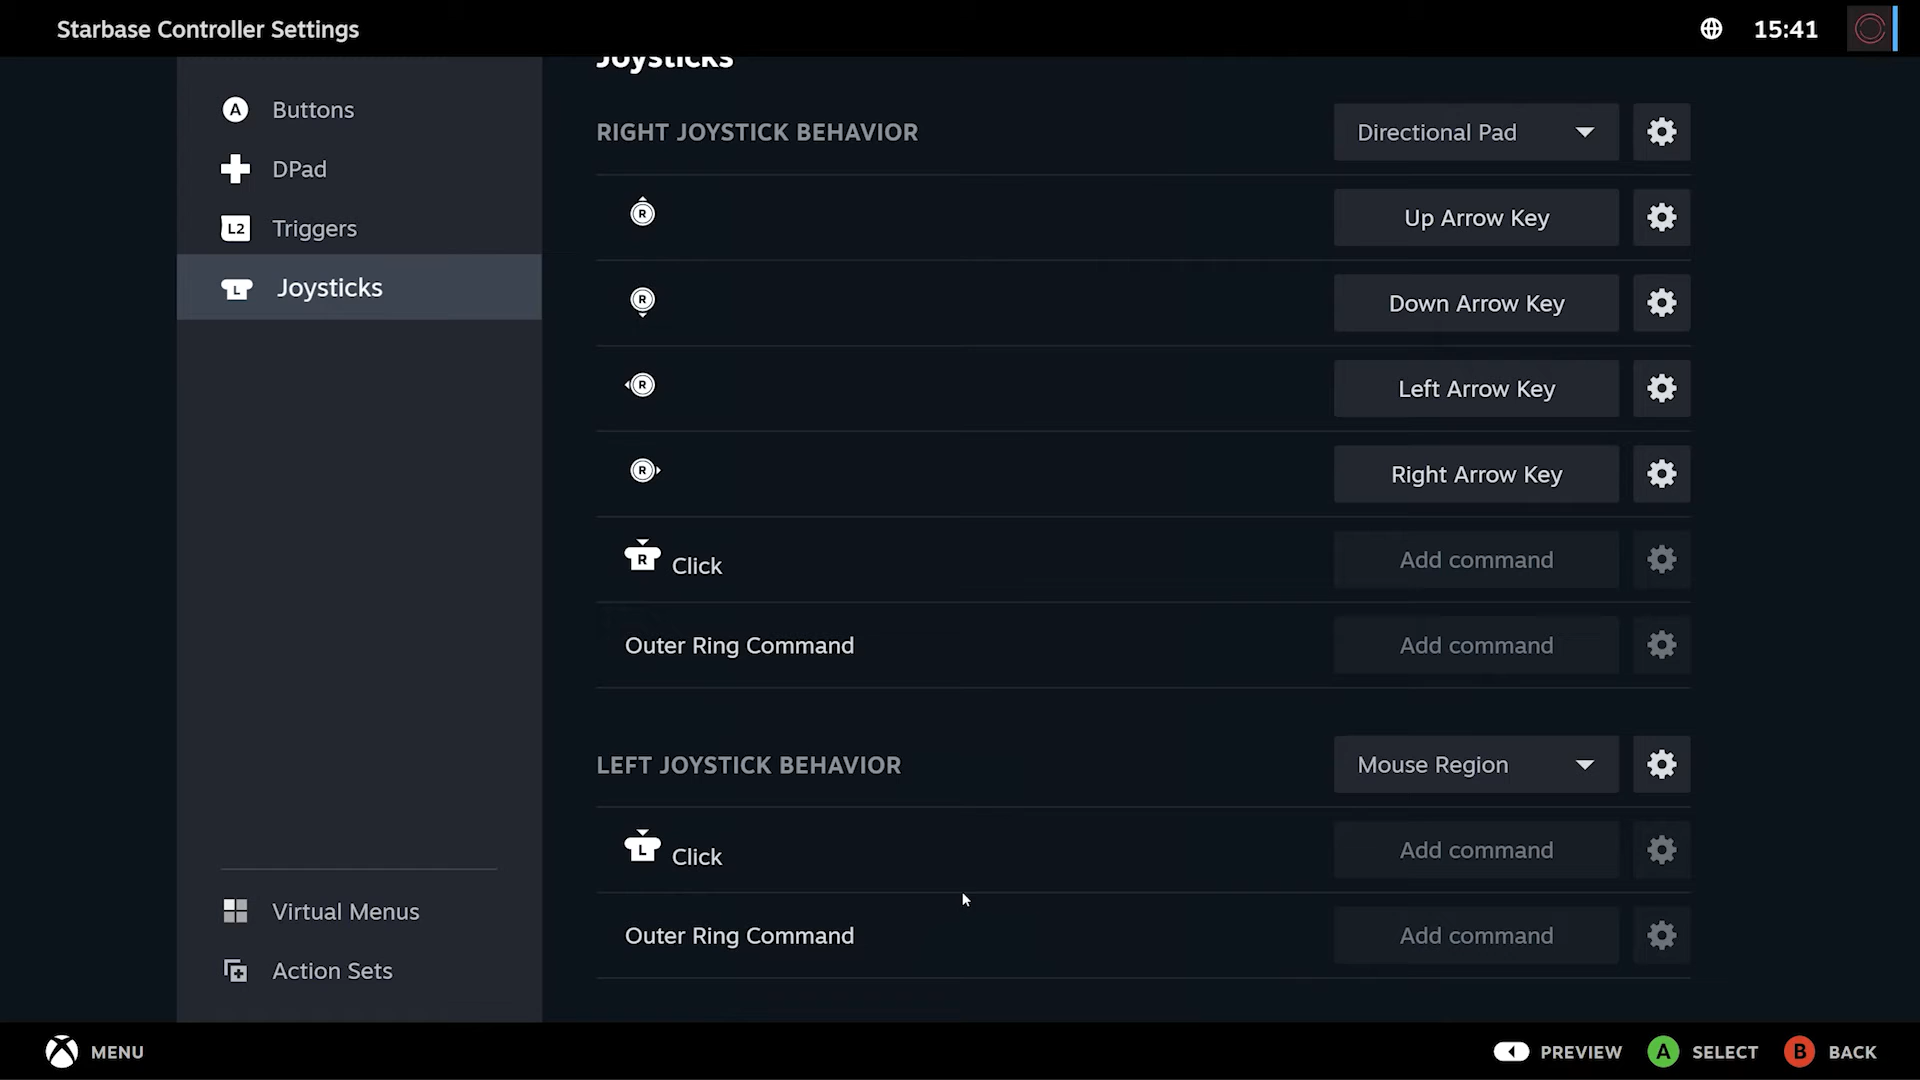 Starbase Controller Settings
15:41
A Buttons
DPad
L2 Triggers
L Joysticks
Virtual Menus
Action Sets
Joysticks
RIGHT JOYSTICK BEHAVIOR
Directional Pad
R
Up Arrow Key
R
Down Arrow Key
R
Left Arrow Key
R
Right Arrow Key
R Click
Add command
Outer Ring Command
Add command
LEFT JOYSTICK BEHAVIOR
Mouse Region
L Click
Add command
Outer Ring Command
Add command
MENU
PREVIEW
A SELECT
B BACK